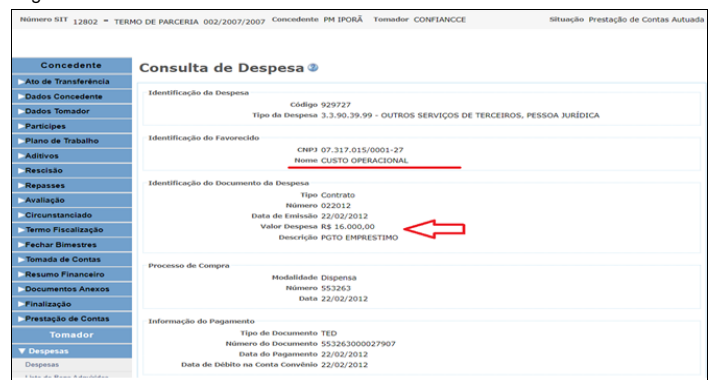 Número SIT 12802 - TERMO DE PARCERIA 002/2007/2007 Concedente PM IPORÃ Tomador CONFIANCCE Situação Prestação de Contas Autuada
Concedente
Ato de Transferência
Dados Concedente
Dados Tomador
Partícipes
Plano de Trabalho
Aditivos
Rescisão
Repasses
Avaliação
Circunstanciado
Termo Fiscalização
Fechar Bimestres
Tomada de Contas
Resumo Financeiro
Documentos Anexos
Finalização
Prestação de Contas
Tomador
Despesas
Despesas
Consulta de Despesa
Identificação da Despesa
Código 929727
Tipo da Despesa 3.3.90.39.99 - OUTROS SERVIÇOS DE TERCEIROS, PESSOA JURÍDICA
Identificação do Favorecido
CNPJ 07.317.015/0001-27
Nome CUSTO OPERACIONAL
Identificação do Documento da Despesa
Tipo Contrato
Número 022012
Data de Emissão 22/02/2012
Valor Despesa R$ 16.000,00
Descrição PGTO EMPRESTIMO
Processo de Compra
Modalidade Dispensa
Número 553263
Data 22/02/2012
Informação do Pagamento
Tipo de Documento TED
Número do Documento 553263000027907
Data do Pagamento 22/02/2012
Data de Débito na Conta Convênio 22/02/2012